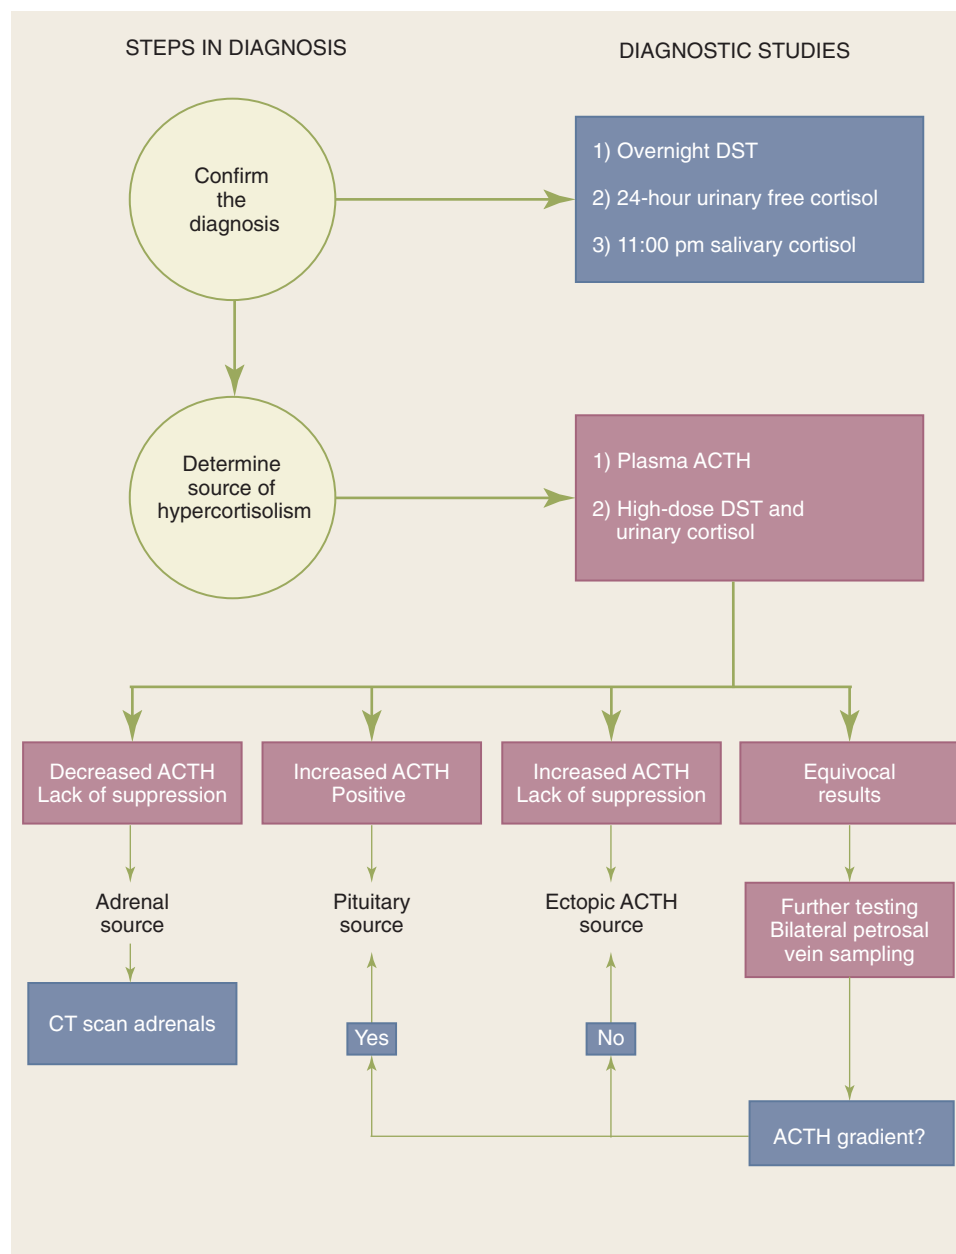 STEPS IN DIAGNOSIS
DIAGNOSTIC STUDIES
Confirm
the
diagnosis
1) Overnight DST
2) 24-hour urinary free cortisol
3) 11:00 pm salivary cortisol
Determine
source of
hypercortisolism
1) Plasma ACTH
2) High-dose DST and
urinary cortisol
Decreased ACTH
Lack of suppression
Increased ACTH
Positive
Increased ACTH
Lack of suppression
Equivocal
results
Adrenal
source
Pituitary
source
Ectopic ACTH
source
Further testing
Bilateral petrosal
vein sampling
CT scan adrenals
Yes
No
ACTH gradient?